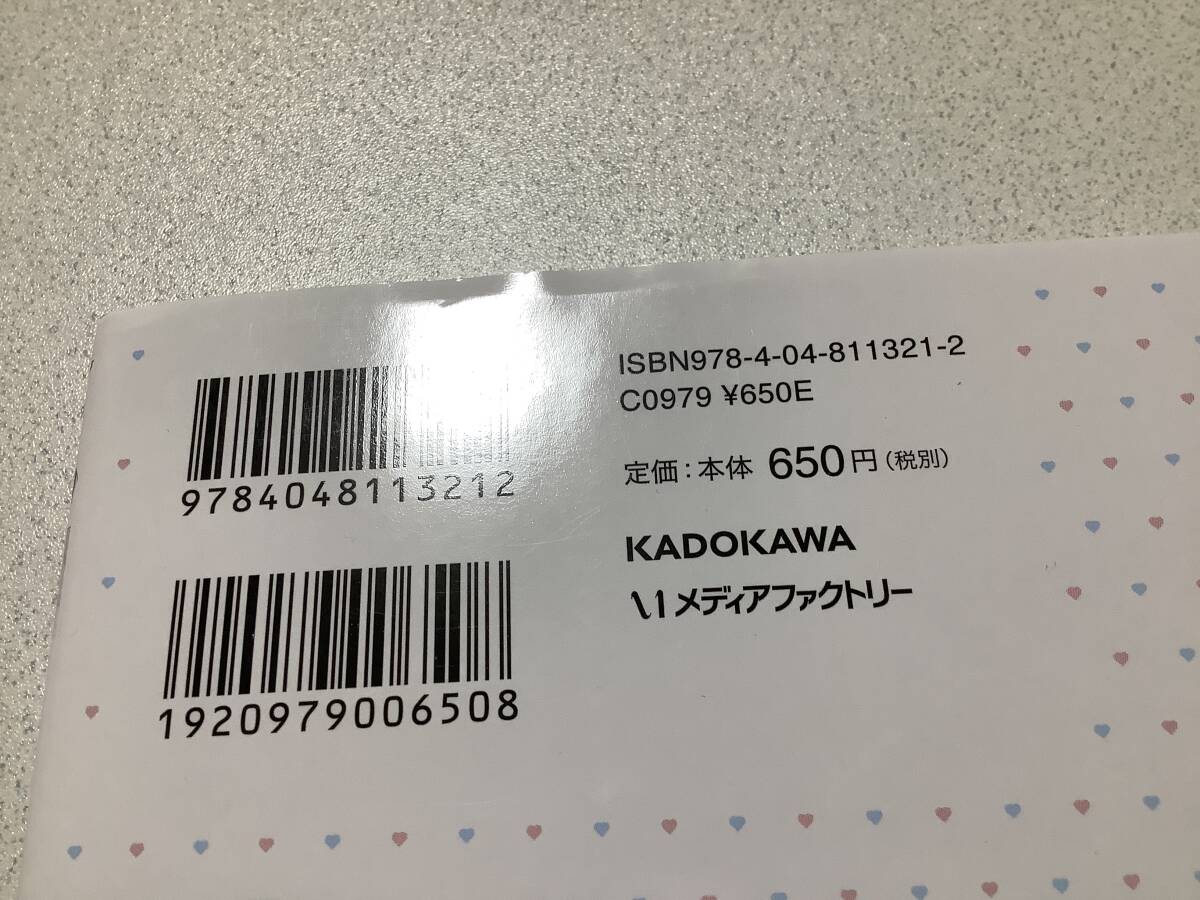 9784048113212
1920979006508
ISBN978-4-04-811321-2
C0979 ¥650E
定価：本体 650円（税別）
KADOKAWA
メディアファクトリー